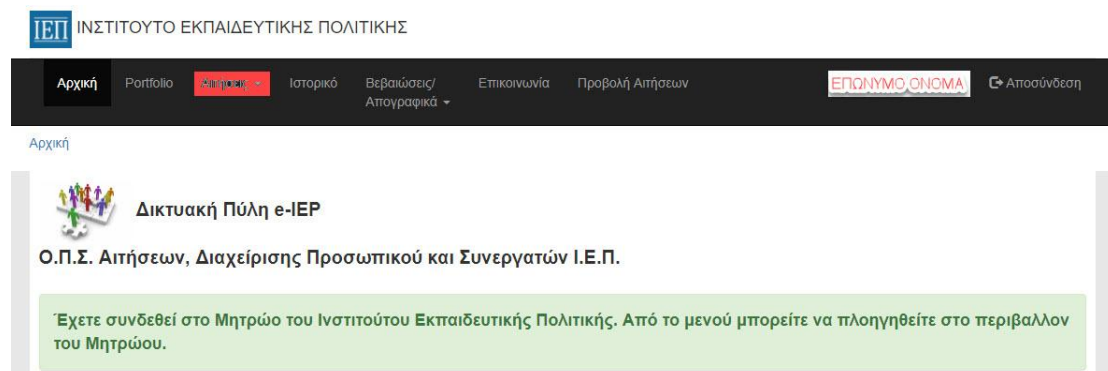 ΙΕΠ ΙΝΣΤΙΤΟΥΤΟ ΕΚΠΑΙΔΕΥΤΙΚΗΣ ΠΟΛΙΤΙΚΗΣ
Αρχική Portfolio Αιτήσεις Ιστορικό Βεβαιώσεις/ Επικοινωνία Προβολή Αιτήσεων ΕΠΩΝΥΜΟ ΟΝΟΜΑ Αποσύνδεση
Απογραφικά
Αρχική
Δικτυακή Πύλη e-IEP
Ο.Π.Σ. Αιτήσεων, Διαχείρισης Προσωπικού και Συνεργατών Ι.Ε.Π.
Έχετε συνδεθεί στο Μητρώο του Ινστιτούτου Εκπαιδευτικής Πολιτικής. Από το μενού μπορείτε να πλοηγηθείτε στο περιβαλλον
του Μητρώου.